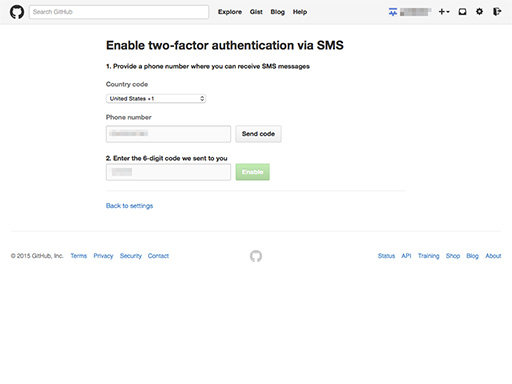 Search GitHub Explore Gist Blog Help
Enable two-factor authentication via SMS
1. Provide a phone number where you can receive SMS messages
Country code
United States +1
Phone number
Send code
2. Enter the 6-digit code we sent to you
Enable
Back to settings
© 2015 GitHub, Inc. Terms Privacy Security Contact Status API Training Shop Blog About